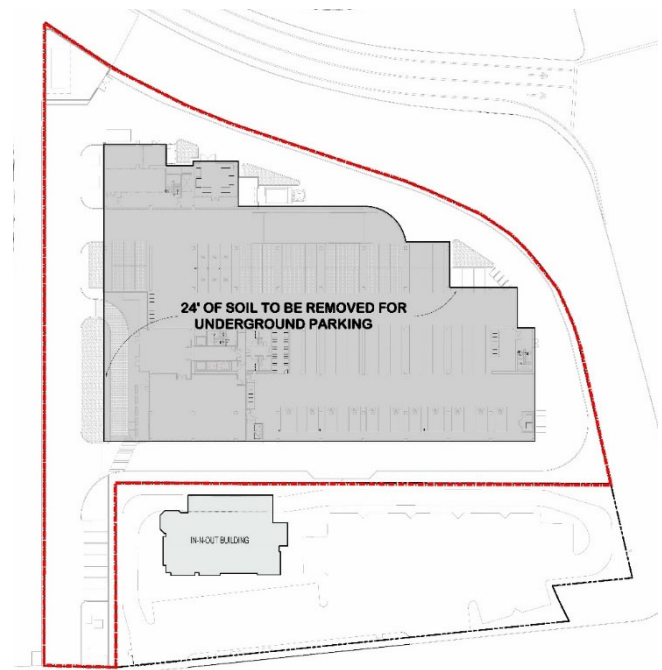 24' OF SOIL TO BE REMOVED FOR
UNDERGROUND PARKING
IN-N-OUT BUILDING